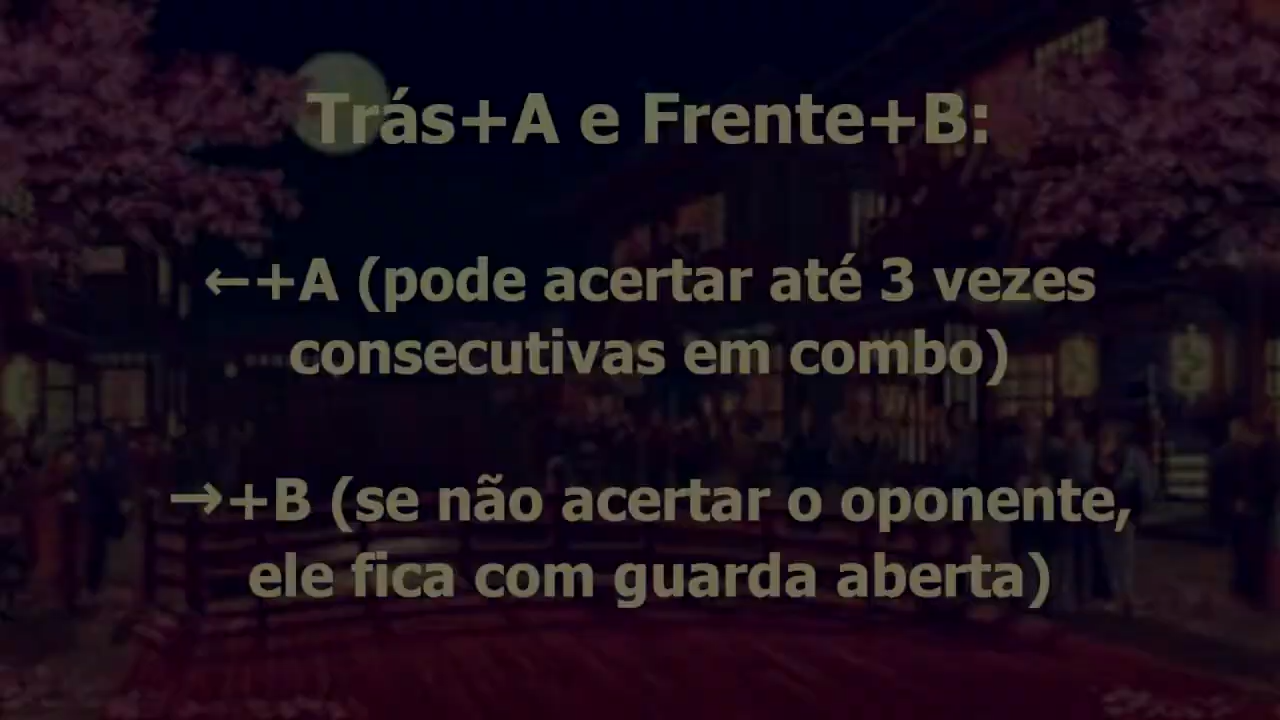 Trás+A e Frente+B:
←+A (pode acertar até 3 vezes
consecutivas em combo)
→+B (se não acertar o oponente,
ele fica com guarda aberta)